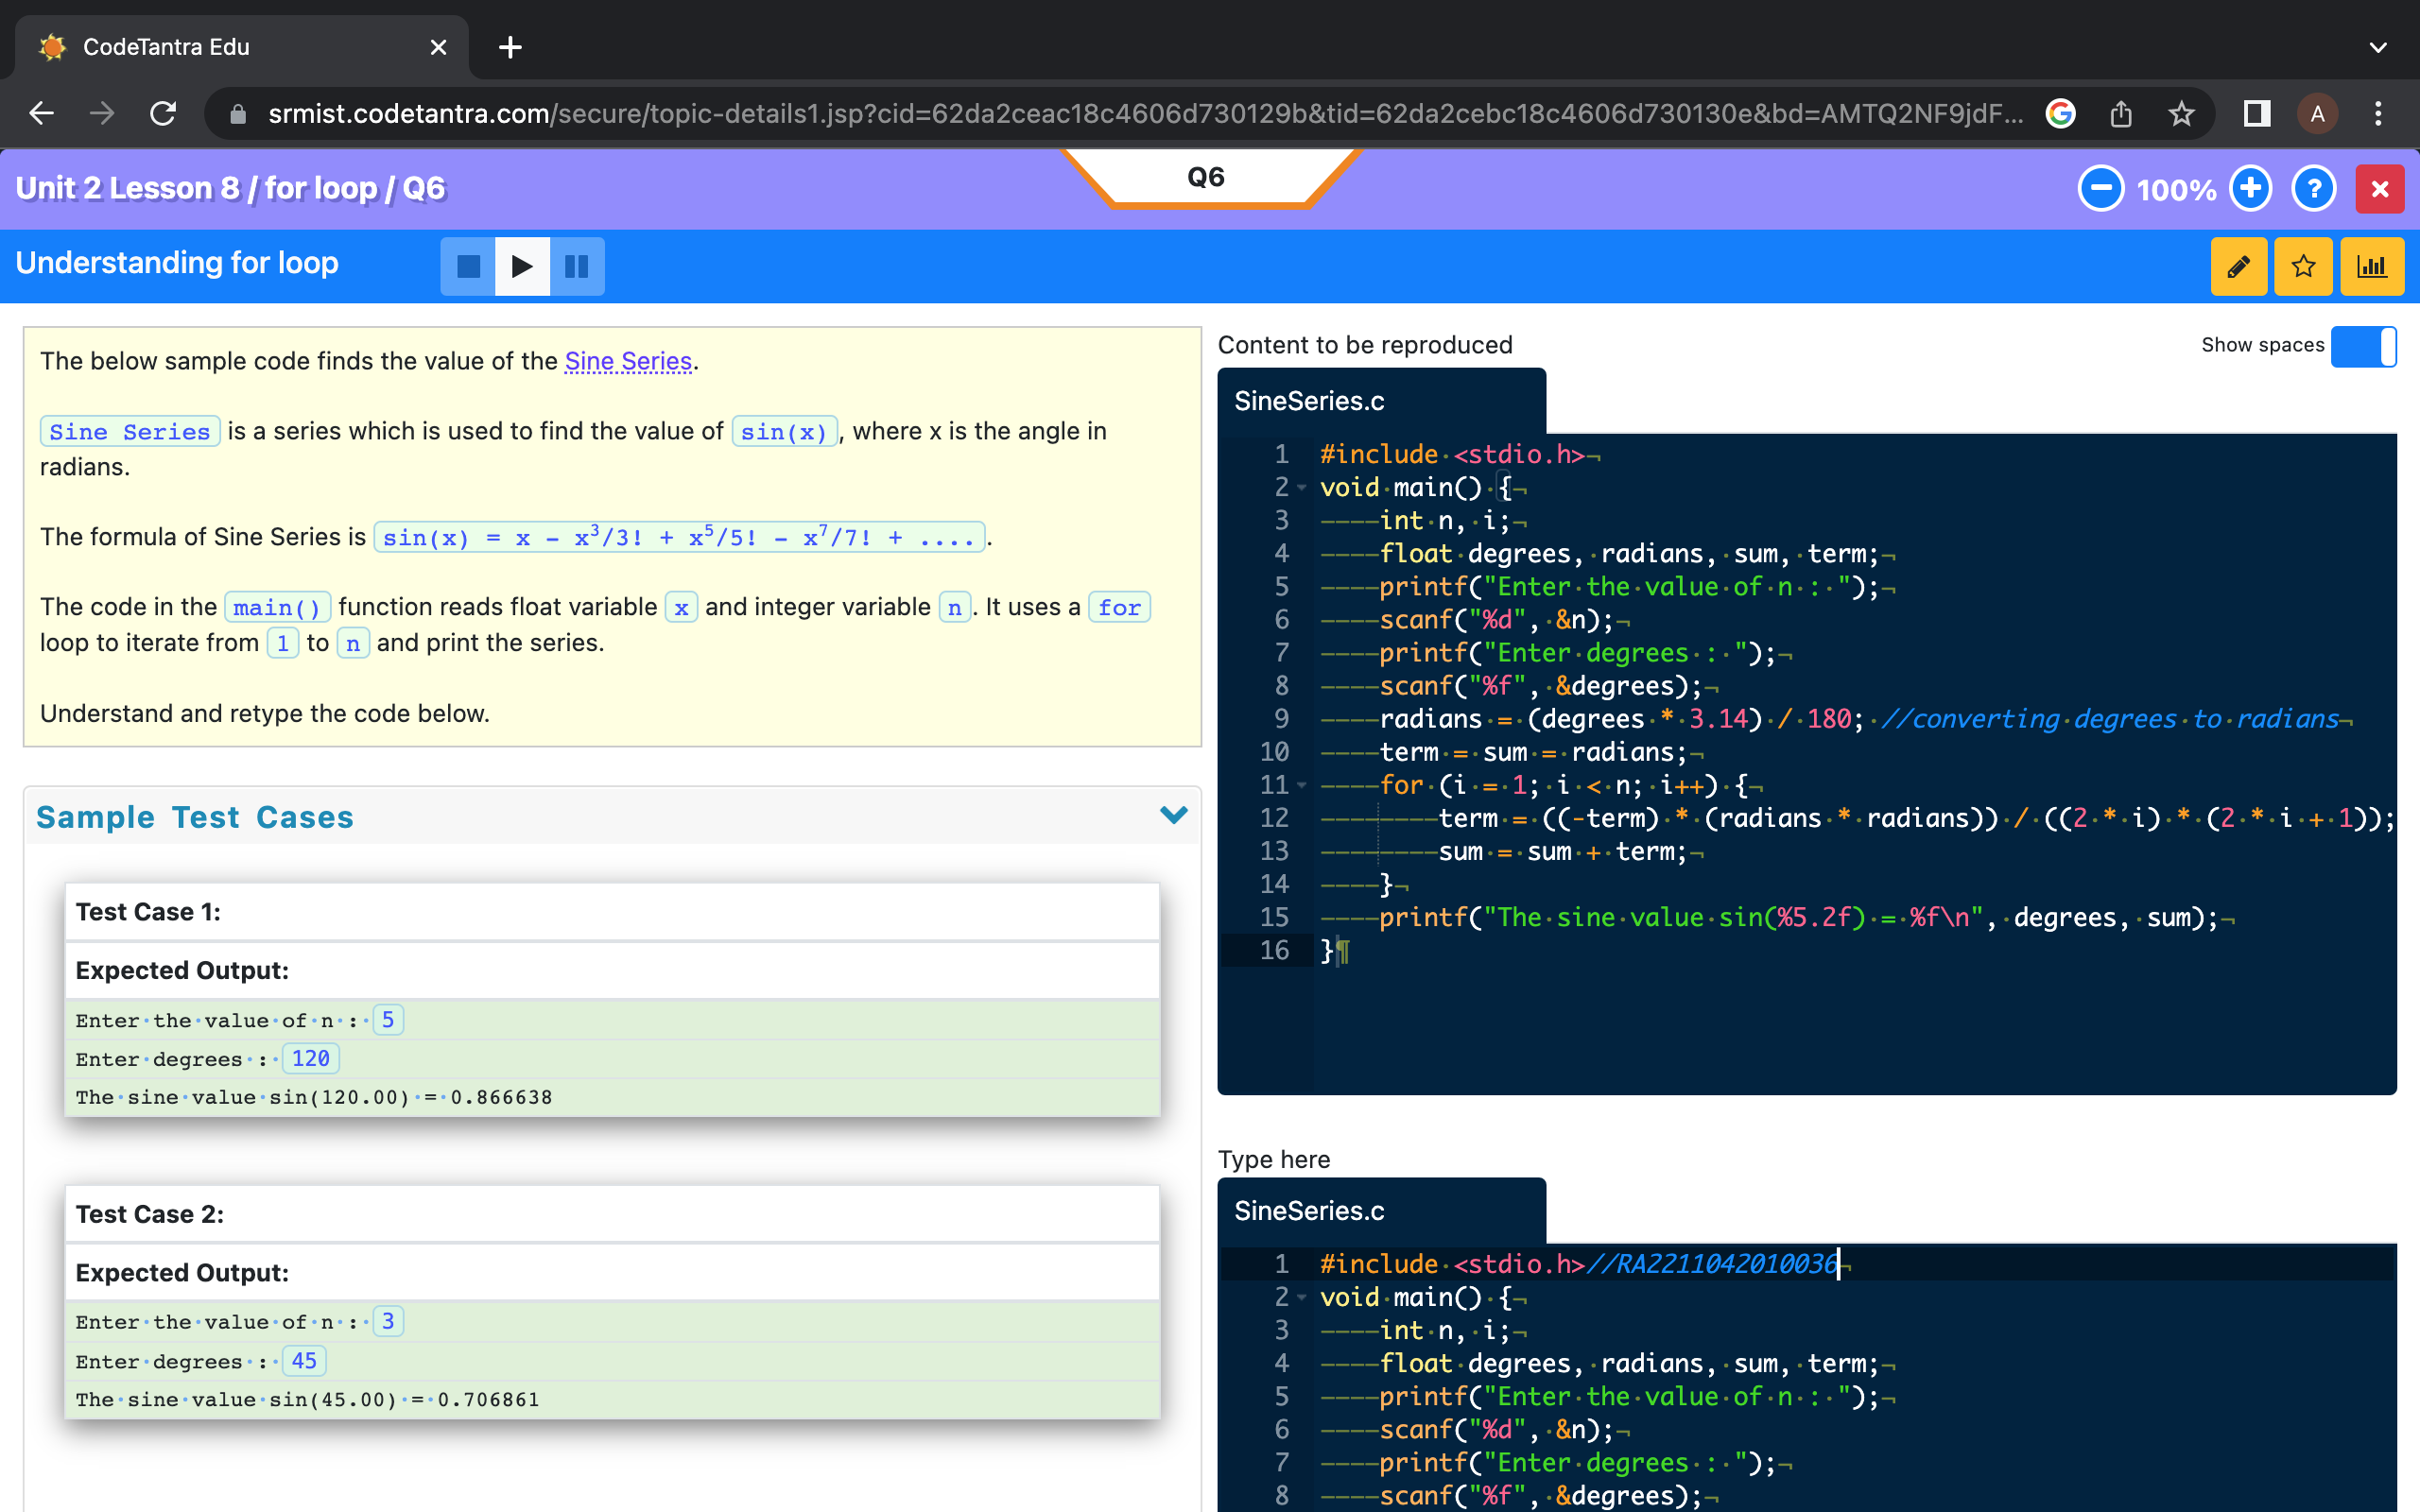 CodeTantra Edu
srmist.codetantra.com/secure/topic-details1.jsp?cid=62da2ceac18c4606d730129b&tid=62da2cebc18c4606d730130e&bd=AMTQ2NF9jdF...
A
Unit 2 Lesson 8 / for loop / Q6
Q6
100%
Understanding for loop
The below sample code finds the value of the Sine Series.
Sine Series is a series which is used to find the value of sin(x), where x is the angle in
radians.
The formula of Sine Series is sin(x) = x - x³/3! + x⁵/5! - x⁷/7! + .... .
The code in the main() function reads float variable x and integer variable n. It uses a for
loop to iterate from 1 to n and print the series.
Understand and retype the code below.
Sample Test Cases
Test Case 1:
Expected Output:
Enter·the·value·of·n·:·5
Enter·degrees·:·120
The·sine·value·sin(120.00)·=·0.866638
Test Case 2:
Expected Output:
Enter·the·value·of·n·:·3
Enter·degrees·:·45
The·sine·value·sin(45.00)·=·0.706861
Content to be reproduced
Show spaces
SineSeries.c
1 #include·<stdio.h>¬
2 void·main()·{¬
3 ————int·n,·i;¬
4 ————float·degrees,·radians,·sum,·term;¬
5 ————printf("Enter·the·value·of·n·:·");¬
6 ————scanf("%d",·&n);¬
7 ————printf("Enter·degrees·:·");¬
8 ————scanf("%f",·&degrees);¬
9 ————radians·=·(degrees·*·3.14)·/·180;·//converting·degrees·to·radians¬
10 ————term·=·sum·=·radians;¬
11 ————for·(i·=·1;·i·<·n;·i++)·{¬
12 ————————term·=·((-term)·*·(radians·*·radians))·/·((2·*·i)·*·(2·*·i·+·1));
13 ————————sum·=·sum·+·term;¬
14 ————}¬
15 ————printf("The·sine·value·sin(%5.2f)·=·%f\n",·degrees,·sum);¬
16 }¶
Type here
SineSeries.c
1 #include·<stdio.h>//RA2211042010036¬
2 void·main()·{¬
3 ————int·n,·i;¬
4 ————float·degrees,·radians,·sum,·term;¬
5 ————printf("Enter·the·value·of·n·:·");¬
6 ————scanf("%d",·&n);¬
7 ————printf("Enter·degrees·:·");¬
8 ————scanf("%f",·&degrees);¬